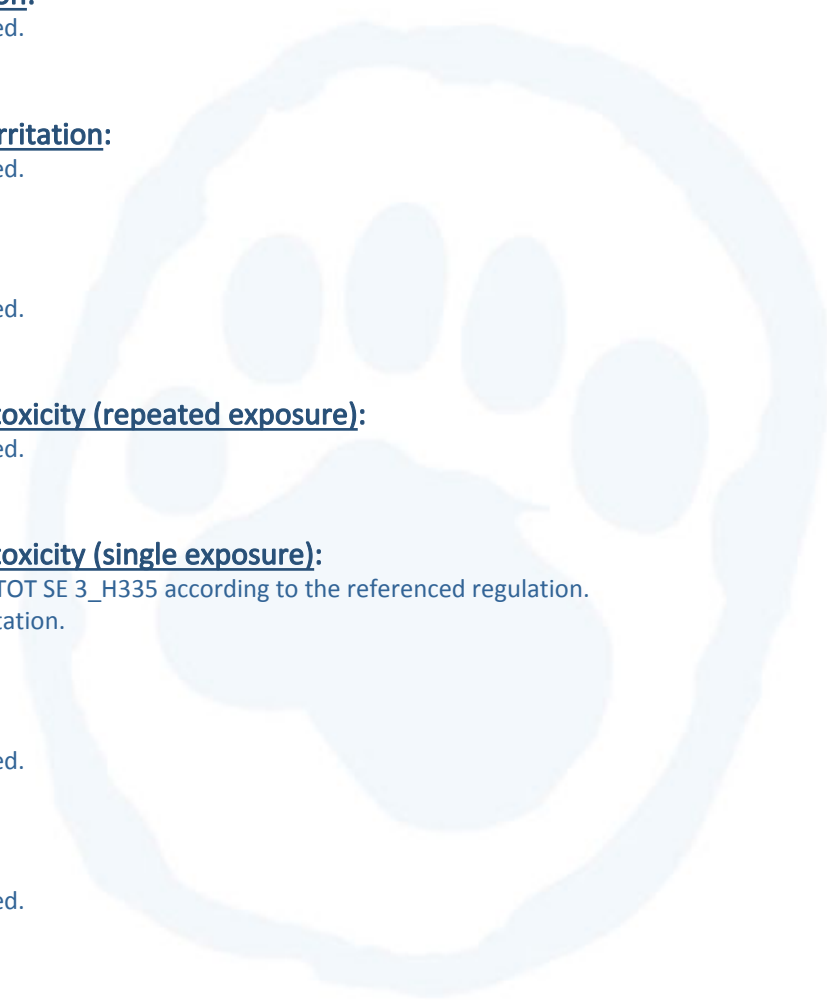 on:
ed.
rritation:
ed.
ed.
toxicity (repeated exposure):
ed.
toxicity (single exposure):
TOT SE 3_H335 according to the referenced regulation.
tation.
ed.
ed.